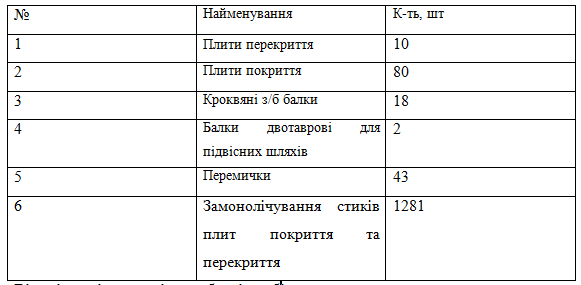 № Найменування К-ть, шт
1 Плити перекриття 10
2 Плити покриття 80
3 Кроквяні з/б балки 18
4 Балки двотаврові для 2
підвісних шляхів
5 Перемички 43
6 Замонолічування стиків 1281
плит покриття та
перекриття